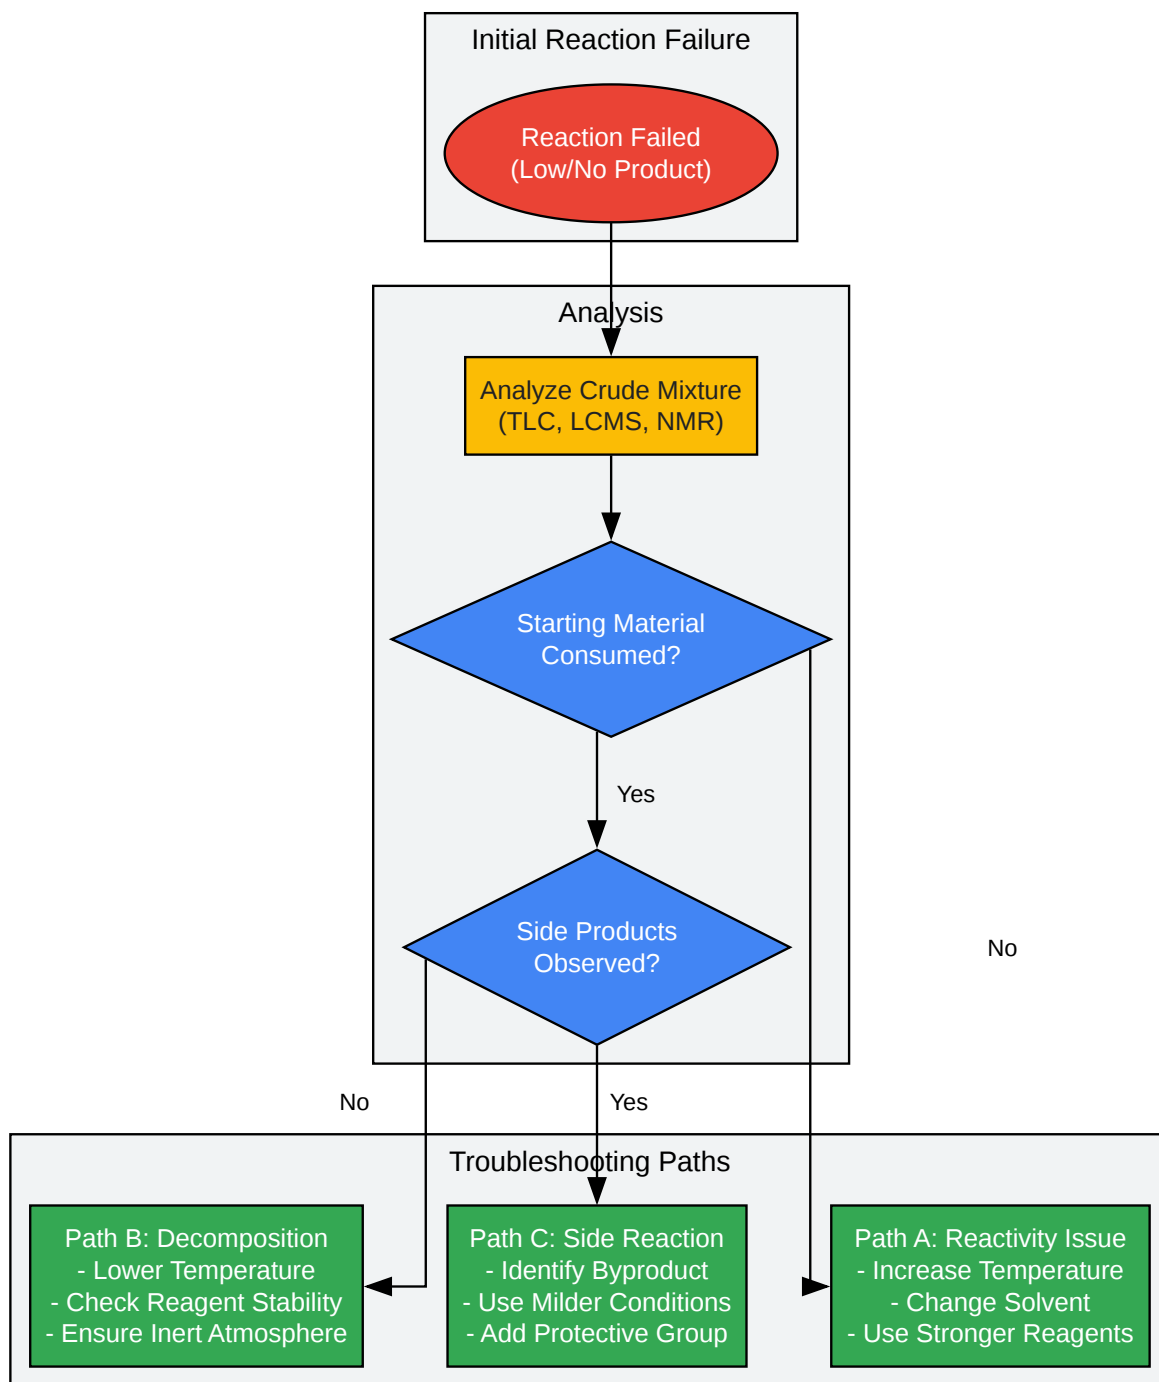 Initial Reaction Failure
Reaction Failed
(Low/No Product)
Analysis
Analyze Crude Mixture
(TLC, LCMS, NMR)
Starting Material
Consumed?
Yes
Side Products
Observed?
No
No
Yes
Troubleshooting Paths
Path B: Decomposition
- Lower Temperature
- Check Reagent Stability
- Ensure Inert Atmosphere
Path C: Side Reaction
- Identify Byproduct
- Use Milder Conditions
- Add Protective Group
Path A: Reactivity Issue
- Increase Temperature
- Change Solvent
- Use Stronger Reagents